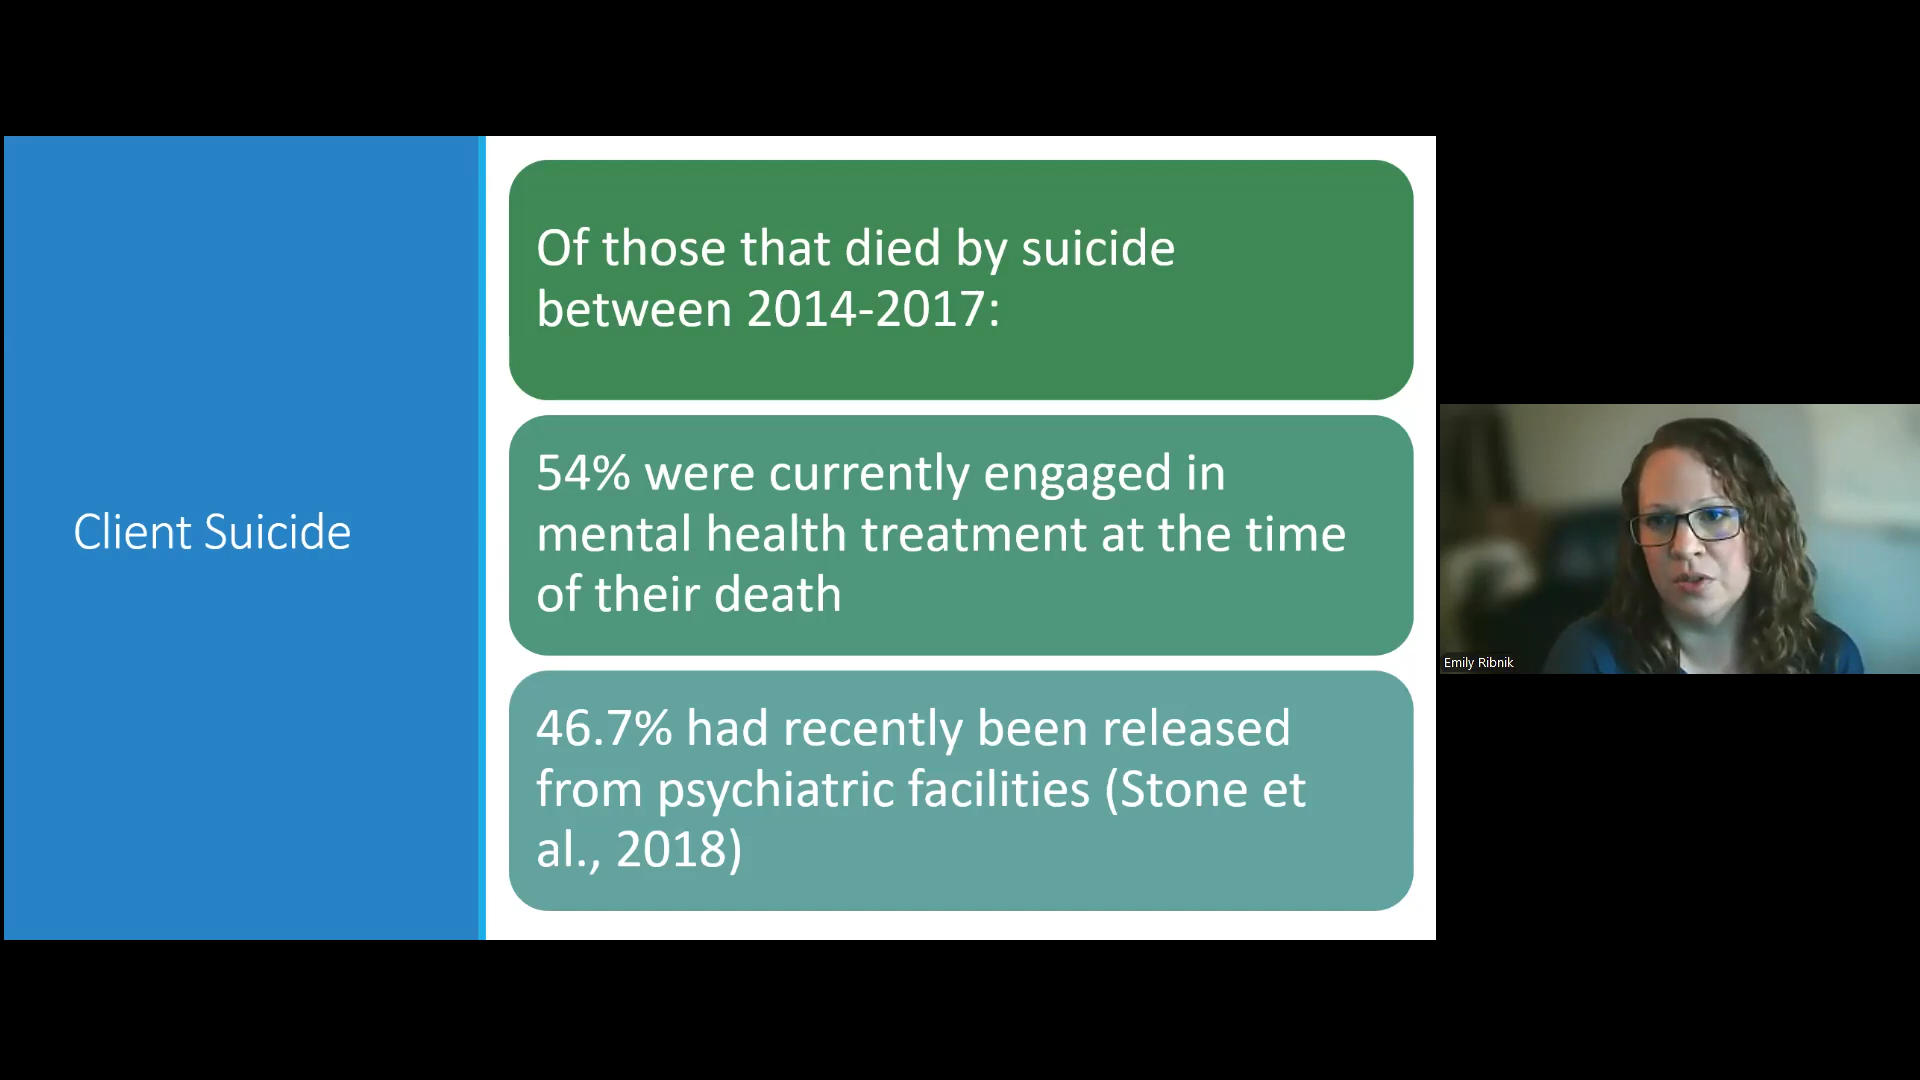 Client Suicide
Of those that died by suicide
between 2014-2017:
54% were currently engaged in
mental health treatment at the time
of their death
46.7% had recently been released
from psychiatric facilities (Stone et
al., 2018)
Emily Ribnik